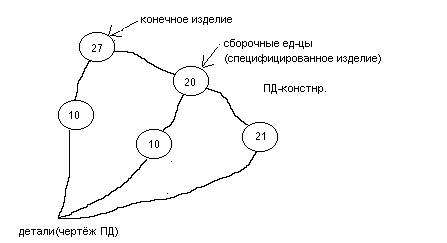 конечное изделие
27
сборочные ед-цы
(специфицированное изделие)
20
ПД-констнр.
10
10
21
детали(чертёж ПД)